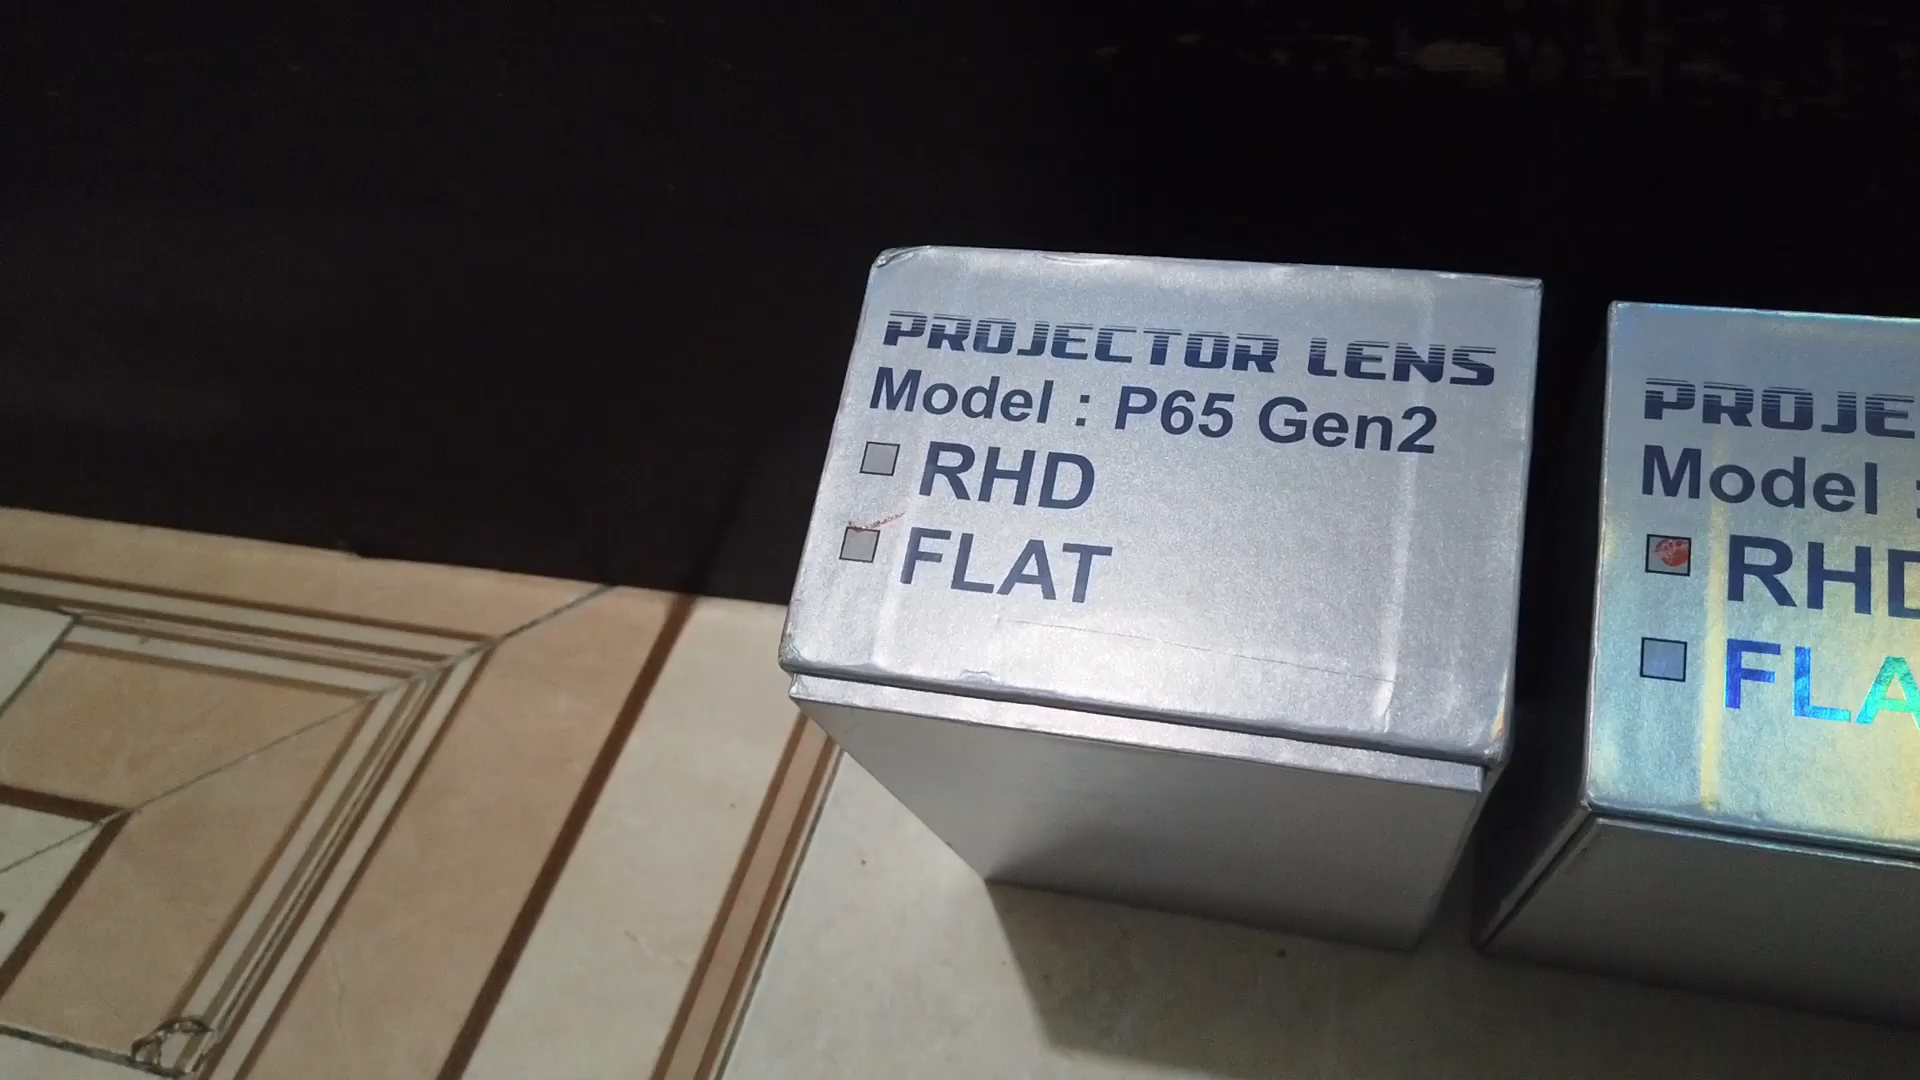 PROJECTOR LENS
Model : P65 Gen2
RHD
FLAT
PROJE
Model :
RHD
FLA